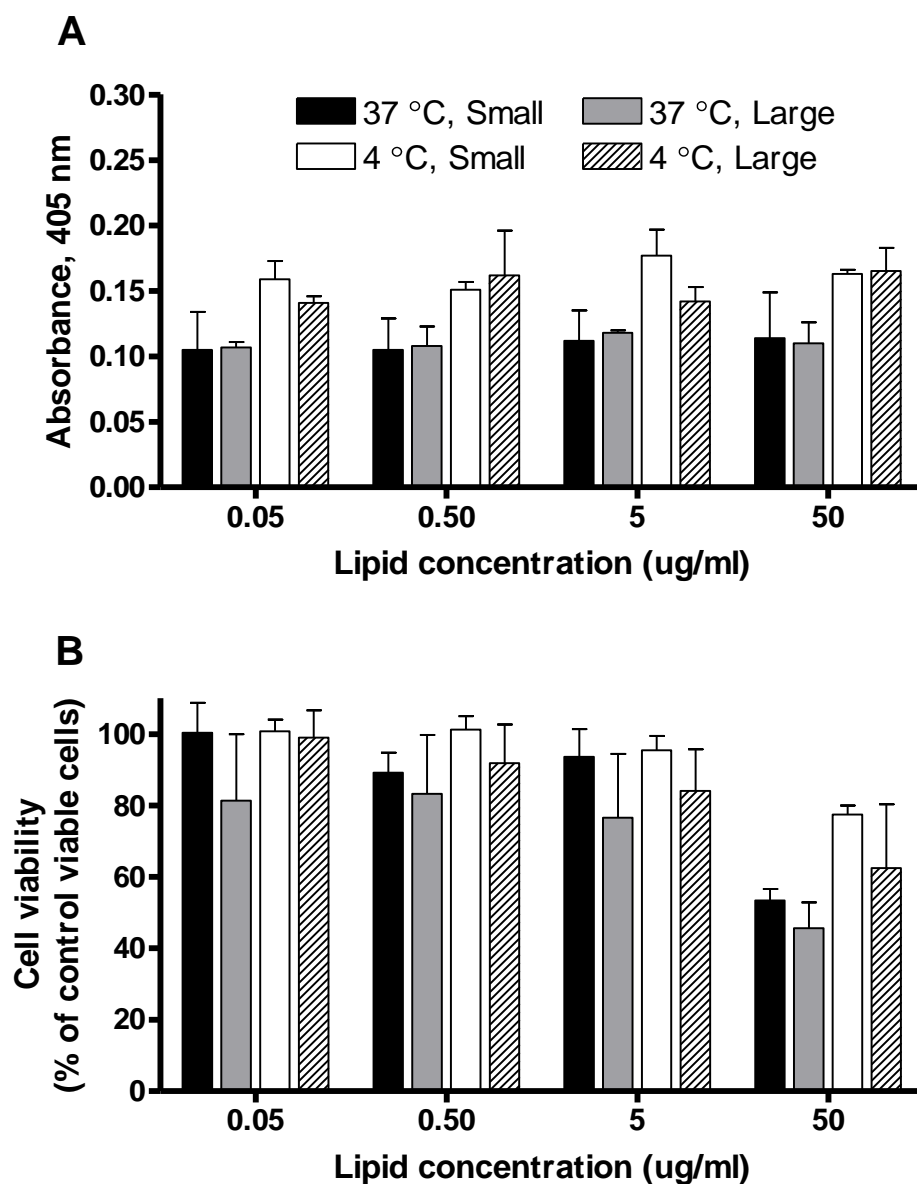 A
0.30
0.25
0.20
0.15
0.10
0.05
0.00
Absorbance, 405 nm
37 °C, Small
37 °C, Large
4 °C, Small
4 °C, Large
0.05 0.50 5 50
Lipid concentration (ug/ml)
B
100
80
60
40
20
0
Cell viability
(% of control viable cells)
0.05 0.50 5 50
Lipid concentration (ug/ml)